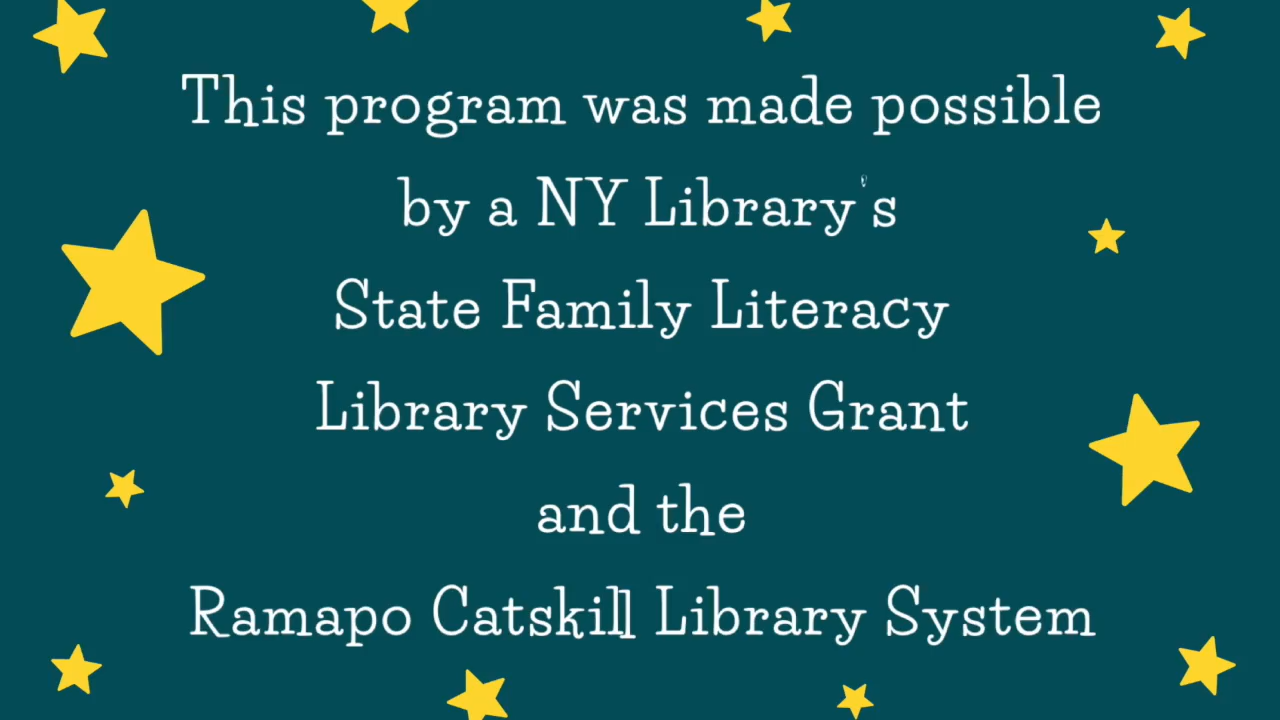 This program was made possible
by a NY Library's
State Family Literacy
Library Services Grant
and the
Ramapo Catskill Library System